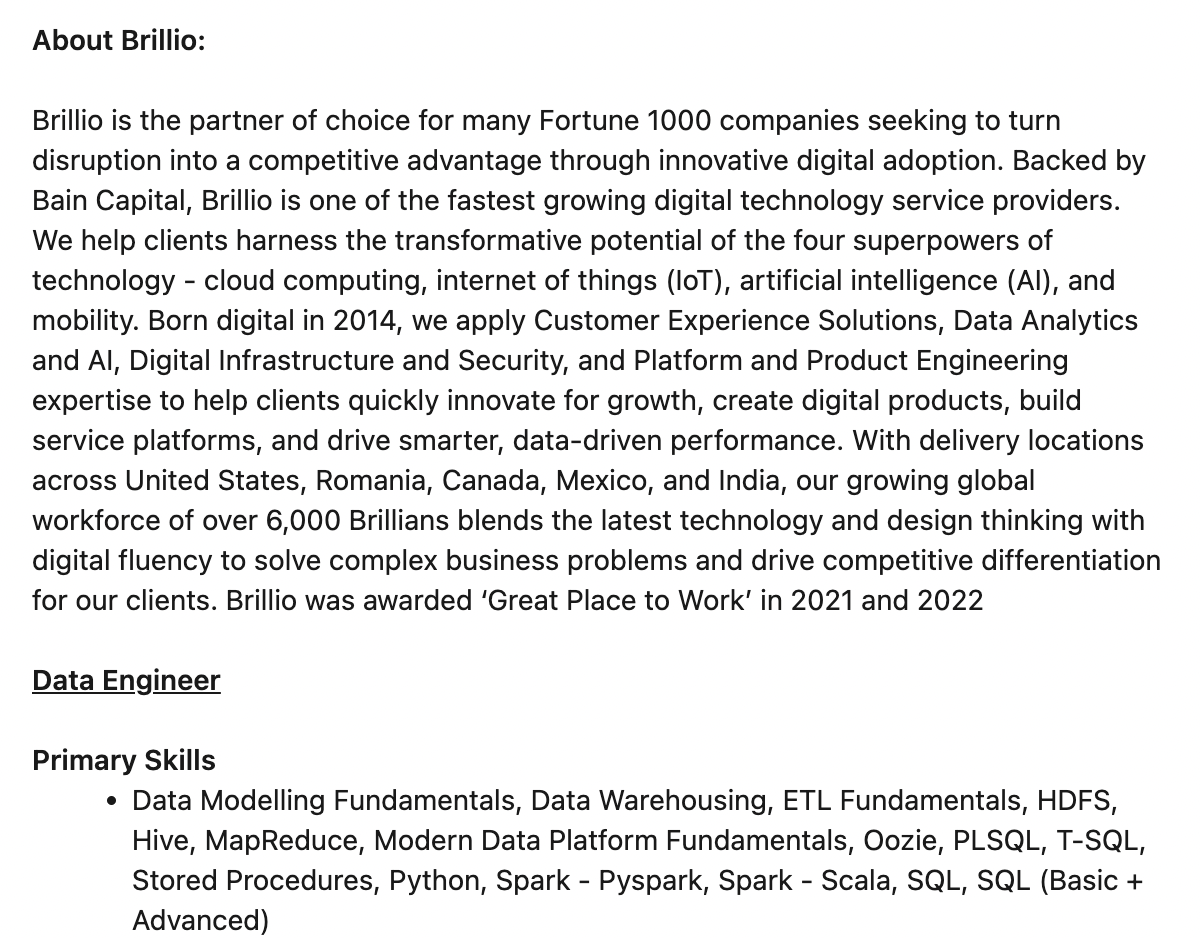 About Brillio:
Brillio is the partner of choice for many Fortune 1000 companies seeking to turn
disruption into a competitive advantage through innovative digital adoption. Backed by
Bain Capital, Brillio is one of the fastest growing digital technology service providers.
We help clients harness the transformative potential of the four superpowers of
technology - cloud computing, internet of things (IoT), artificial intelligence (AI), and
mobility. Born digital in 2014, we apply Customer Experience Solutions, Data Analytics
and AI, Digital Infrastructure and Security, and Platform and Product Engineering
expertise to help clients quickly innovate for growth, create digital products, build
service platforms, and drive smarter, data-driven performance. With delivery locations
across United States, Romania, Canada, Mexico, and India, our growing global
workforce of over 6,000 Brillians blends the latest technology and design thinking with
digital fluency to solve complex business problems and drive competitive differentiation
for our clients. Brillio was awarded ‘Great Place to Work’ in 2021 and 2022
Data Engineer
Primary Skills
• Data Modelling Fundamentals, Data Warehousing, ETL Fundamentals, HDFS,
Hive, MapReduce, Modern Data Platform Fundamentals, Oozie, PLSQL, T-SQL,
Stored Procedures, Python, Spark - Pyspark, Spark - Scala, SQL, SQL (Basic +
Advanced)